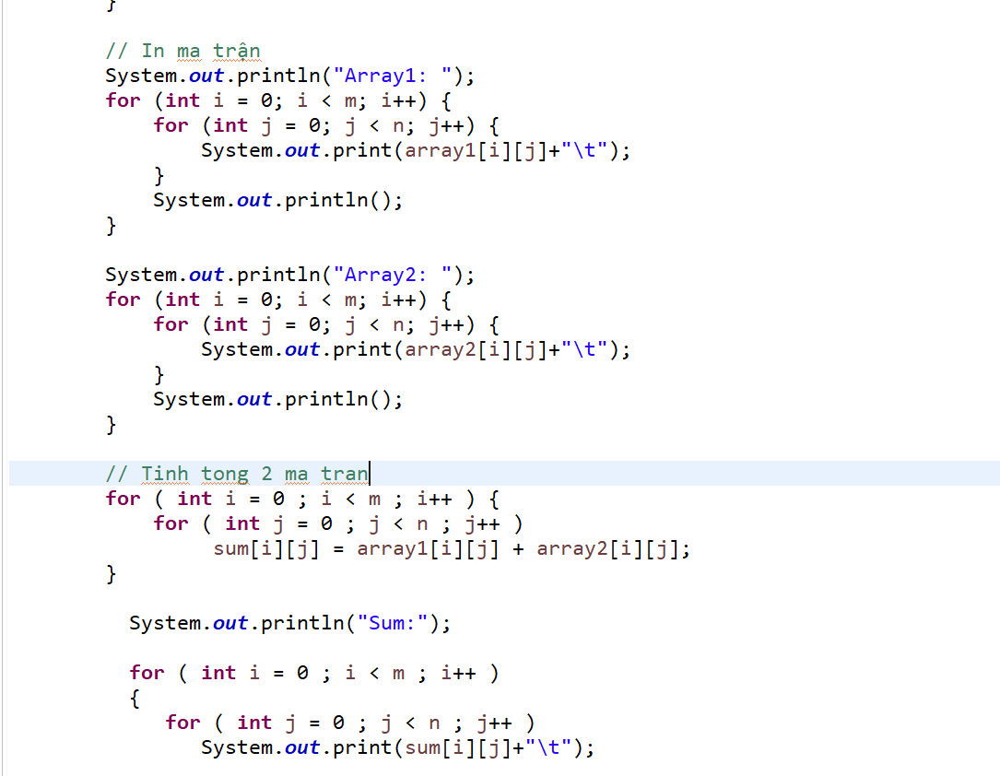 }
// In ma trận
System.out.println("Array1: ");
for (int i = 0; i < m; i++) {
for (int j = 0; j < n; j++) {
System.out.print(array1[i][j]+"\t");
}
System.out.println();
}
System.out.println("Array2: ");
for (int i = 0; i < m; i++) {
for (int j = 0; j < n; j++) {
System.out.print(array2[i][j]+"\t");
}
System.out.println();
}
// Tinh tong 2 ma tran
for ( int i = 0 ; i < m ; i++ ) {
for ( int j = 0 ; j < n ; j++ )
sum[i][j] = array1[i][j] + array2[i][j];
}
System.out.println("Sum:");
for ( int i = 0 ; i < m ; i++ )
{
for ( int j = 0 ; j < n ; j++ )
System.out.print(sum[i][j]+"\t");